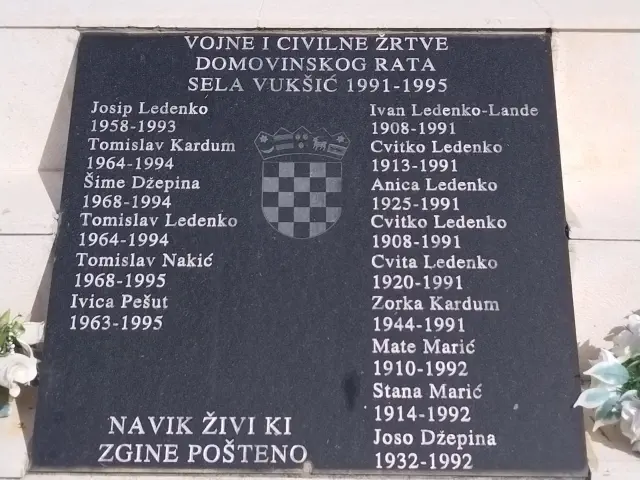 VOJNE I CIVILNE ŽRTVE
DOMOVINSKOG RATA
SELA VUKŠIĆ 1991-1995
Josip Ledenko
1958-1993
Tomislav Kardum
1964-1994
Šime Džepina
1968-1994
Tomislav Ledenko
1964-1994
Tomislav Nakić
1968-1995
Ivica Pešut
1963-1995
Ivan Ledenko-Lande
1908-1991
Cvitko Ledenko
1913-1991
Anica Ledenko
1925-1991
Cvitko Ledenko
1908-1991
Cvita Ledenko
1920-1991
Zorka Kardum
1944-1991
Mate Marić
1910-1992
Stana Marić
1914-1992
Joso Džepina
1932-1992
NAVIK ŽIVI KI
ZGINE POŠTENO